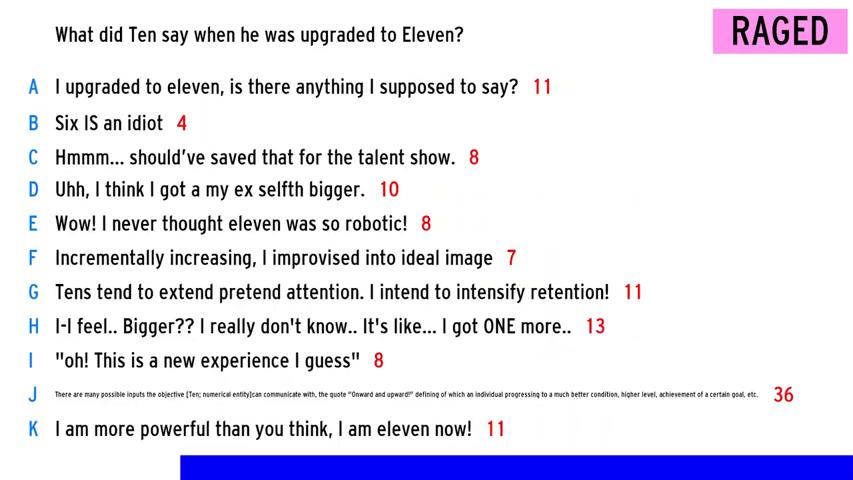 What did Ten say when he was upgraded to Eleven?
RAGED
A I upgraded to eleven, is there anything I supposed to say? 11
B Six IS an idiot 4
C Hmmm... should've saved that for the talent show. 8
D Uhh, I think I got a my ex selfth bigger. 10
E Wow! I never thought eleven was so robotic! 8
F Incrementally increasing, I improvised into ideal image 7
G Tens tend to extend pretend attention. I intend to intensify retention! 11
H I-I feel.. Bigger?? I really don't know.. It's like... I got ONE more.. 13
I "oh! This is a new experience I guess" 8
J There are many possible inputs the objective [Ten; numerical entity]can communicate with, the quote "Onward and upward!" defining of which an individual progressing to a much better condition, higher level, achievement of a certain goal, etc. 36
K I am more powerful than you think, I am eleven now! 11